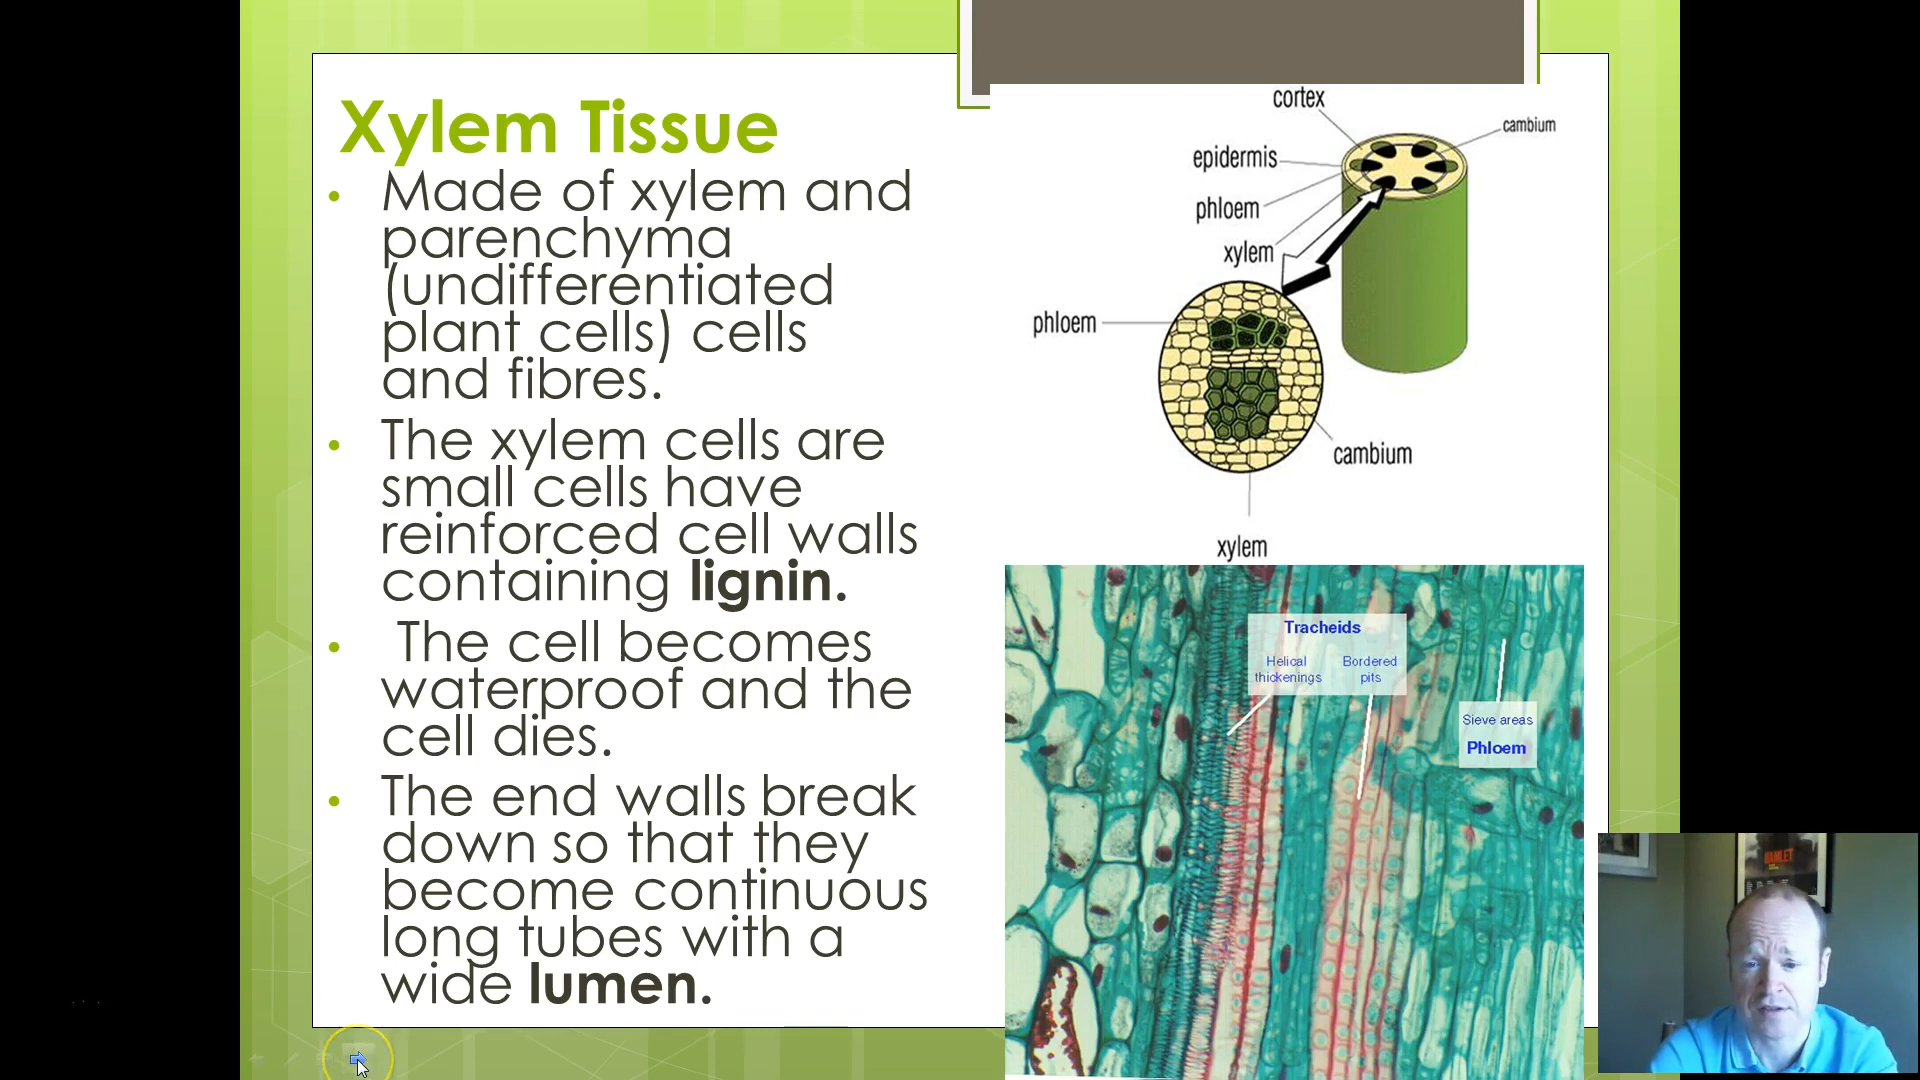 Xylem Tissue
• Made of xylem and
parenchyma
(undifferentiated
plant cells) cells
and fibres.
• The xylem cells are
small cells have
reinforced cell walls
containing lignin.
• The cell becomes
waterproof and the
cell dies.
• The end walls break
down so that they
become continuous
long tubes with a
wide lumen.
cortex
cambium
epidermis
phloem
xylem
phloem
cambium
xylem
Tracheids
Helical
thickenings
Bordered
pits
Sieve areas
Phloem
HAMLET